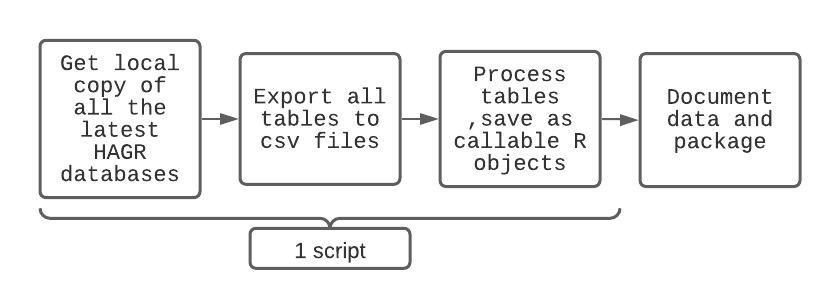 Get local
copy of
all the
latest
HAGR
databases
Export all
tables to
csv files
Process
tables
,save as
callable R
objects
Document
data and
package
1 script